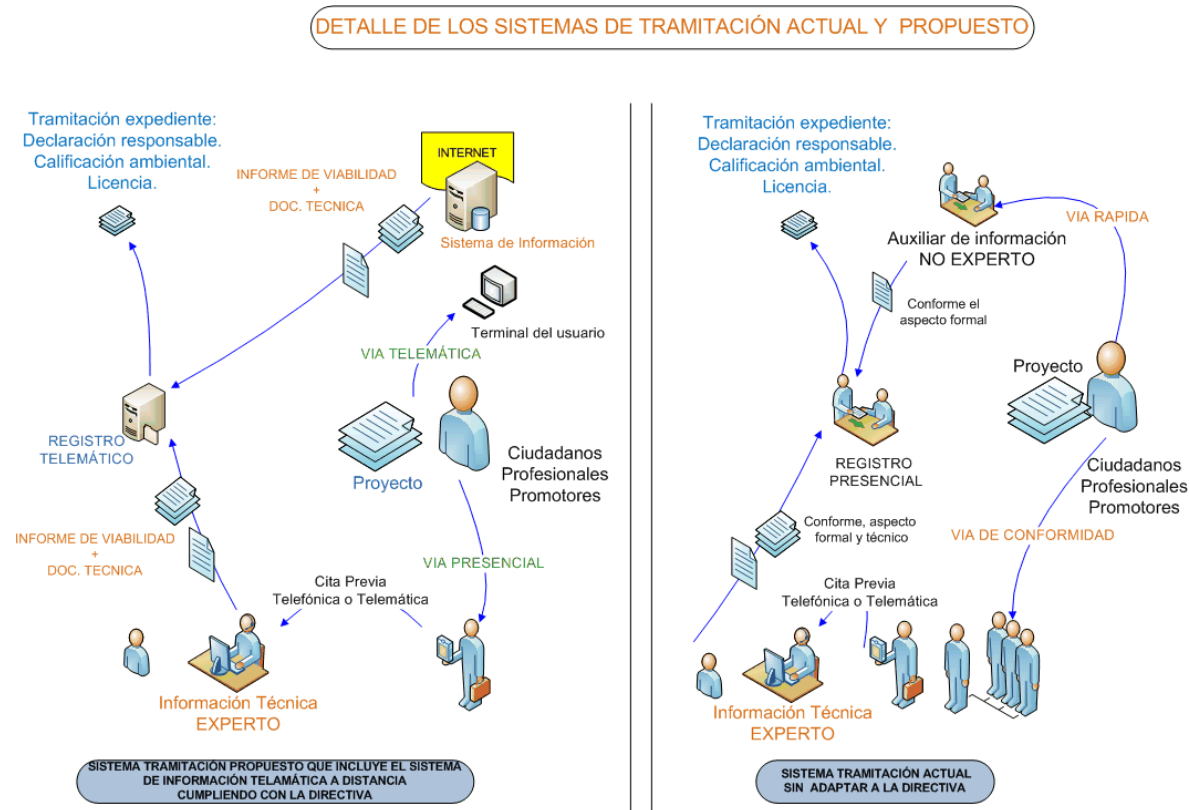 DETALLE DE LOS SISTEMAS DE TRAMITACIÓN ACTUAL Y PROPUESTO
Tramitación expediente:
Declaración responsable.
Calificación ambiental.
Licencia.
INFORME DE VIABILIDAD
+
DOC. TECNICA
INTERNET
Sistema de Información
Terminal del usuario
VIA TELEMÁTICA
REGISTRO
TELEMÁTICO
Proyecto
Ciudadanos
Profesionales
Promotores
INFORME DE VIABILIDAD
+
DOC. TECNICA
VIA PRESENCIAL
Cita Previa
Telefónica o Telemática
Información Técnica
EXPERTO
SISTEMA TRAMITACIÓN PROPUESTO QUE INCLUYE EL SISTEMA
DE INFORMACIÓN TELAMÁTICA A DISTANCIA
CUMPLIENDO CON LA DIRECTIVA
Tramitación expediente:
Declaración responsable.
Calificación ambiental.
Licencia.
VIA RAPIDA
Auxiliar de información
NO EXPERTO
Conforme el
aspecto formal
Proyecto
REGISTRO
PRESENCIAL
Ciudadanos
Profesionales
Promotores
Conforme, aspecto
formal y técnico
VIA DE CONFORMIDAD
Cita Previa
Telefónica o Telemática
Información Técnica
EXPERTO
SISTEMA TRAMITACIÓN ACTUAL
SIN ADAPTAR A LA DIRECTIVA